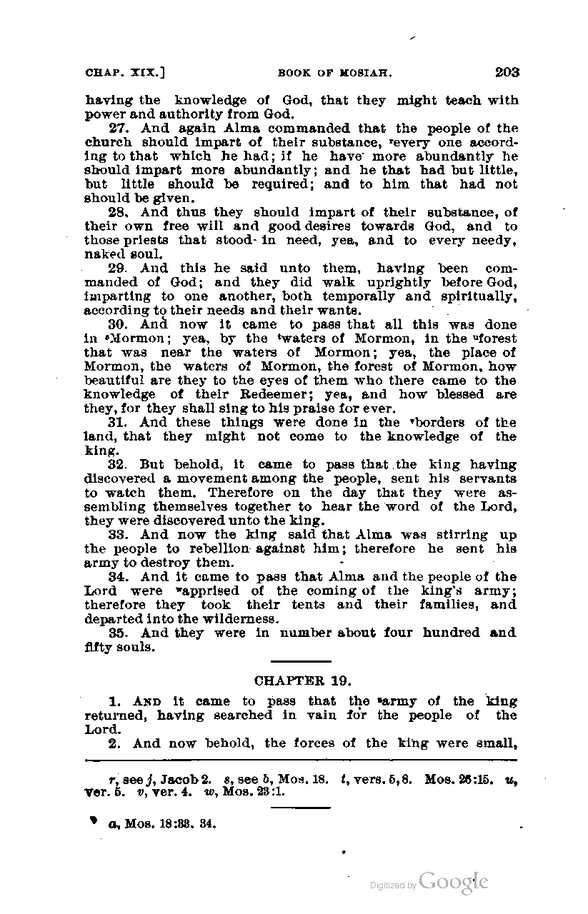 CHAP. XIX.] BOOK OF MOSIAH. 203
having the knowledge of God, that they might teach with
power and authority from God.
27. And again Alma commanded that the people of the
church should impart of their substance, ʳevery one accord-
ing to that which he had; if he have more abundantly he
should impart more abundantly; and he that had but little,
but little should be required; and to him that had not
should be given.
28. And thus they should impart of their substance, of
their own free will and good desires towards God, and to
those priests that stood in need, yea, and to every needy,
naked soul.
29. And this he said unto them, having been com-
manded of God; and they did walk uprightly before God,
imparting to one another, both temporally and spiritually,
according to their needs and their wants.
30. And now it came to pass that all this was done
in ˢMormon; yea, by the ᵗwaters of Mormon, in the ᵘforest
that was near the waters of Mormon; yea, the place of
Mormon, the waters of Mormon, the forest of Mormon, how
beautiful are they to the eyes of them who there came to the
knowledge of their Redeemer; yea, and how blessed are
they, for they shall sing to his praise for ever.
31. And these things were done in the ᵛborders of the
land, that they might not come to the knowledge of the
king.
32. But behold, it came to pass that the king having
discovered a movement among the people, sent his servants
to watch them. Therefore on the day that they were as-
sembling themselves together to hear the word of the Lord,
they were discovered unto the king.
33. And now the king said that Alma was stirring up
the people to rebellion against him; therefore he sent his
army to destroy them.
34. And it came to pass that Alma and the people of the
Lord were ʷapprised of the coming of the king's army;
therefore they took their tents and their families, and
departed into the wilderness.
35. And they were in number about four hundred and
fifty souls.
CHAPTER 19.
1. AND it came to pass that the ᵃarmy of the king
returned, having searched in vain for the people of the
Lord.
2. And now behold, the forces of the king were small,
r, see j, Jacob 2. s, see b, Mos. 18. t, vers. 5, 8. Mos. 26:15. u,
ver. 5. v, ver. 4. w, Mos. 23:1.
a, Mos. 18:33, 34.
Digitized by Google